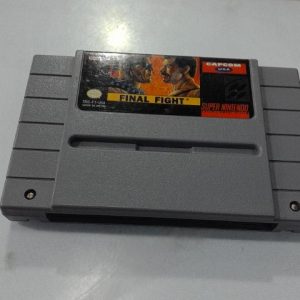 CAPCOM
USA
FINAL FIGHT
SUPER NINTENDO